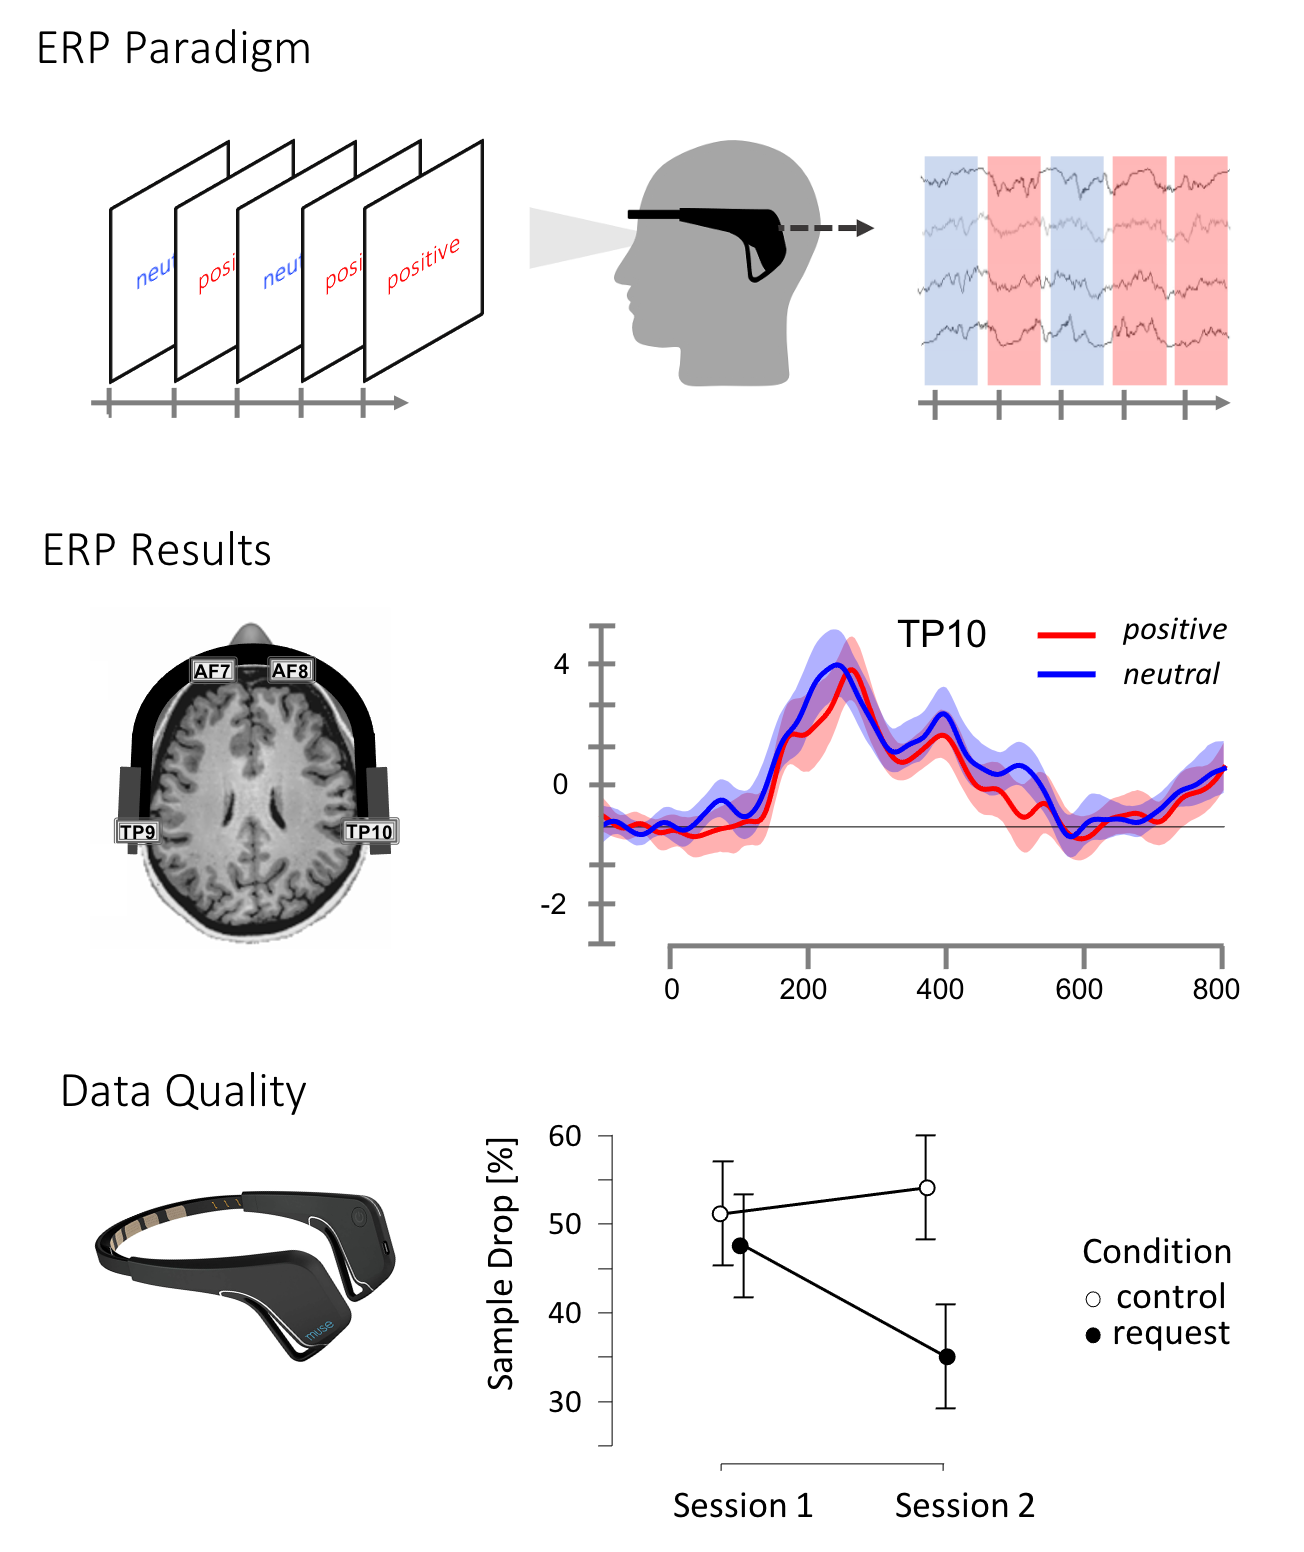 ERP Paradigm
neut
posi
neut
posi
positive
ERP Results
AF7
AF8
TP9
TP10
TP10
positive
neutral
4
0
-2
0
200
400
600
800
Data Quality
muse
Sample Drop [%]
60
50
40
30
Session 1
Session 2
Condition
control
request